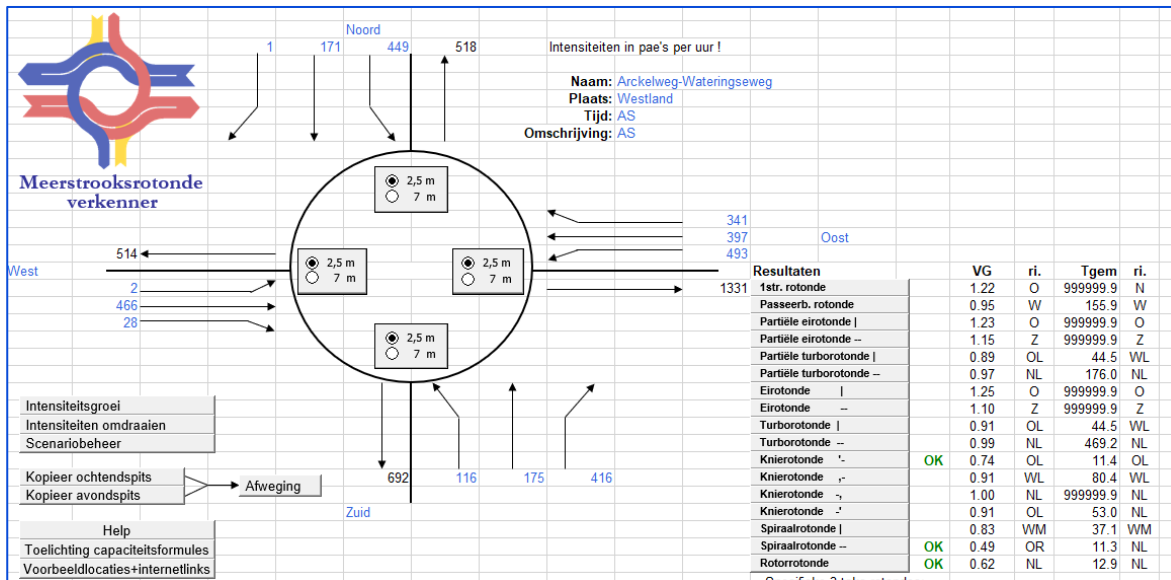 Noord
1 171 449 518 Intensiteiten in pae's per uur !
Naam: Arckelweg-Wateringseweg
Plaats: Westland
Tijd: AS
Omschrijving: AS
Meerstrooksrotonde
verkenner
2,5 m
7 m
341
397 Oost
493
514
West
2
466
28
2,5 m
7 m
2,5 m
7 m
1331
2,5 m
7 m
692 116 175 416
Zuid
Intensiteitsgroei
Intensiteiten omdraaien
Scenariobeheer
Kopieer ochtendspits
Kopieer avondspits
Afweging
Help
Toelichting capaciteitsformules
Voorbeeldlocaties+internetlinks
Resultaten VG ri. Tgem ri.
1str. rotonde 1.22 O 999999.9 N
Passeerb. rotonde 0.95 W 155.9 W
Partiële eirotonde | 1.23 O 999999.9 O
Partiële eirotonde -- 1.15 Z 999999.9 Z
Partiële turborotonde | 0.89 OL 44.5 WL
Partiële turborotonde -- 0.97 NL 176.0 NL
Eirotonde | 1.25 O 999999.9 O
Eirotonde -- 1.10 Z 999999.9 Z
Turborotonde | 0.91 OL 44.5 WL
Turborotonde -- 0.99 NL 469.2 NL
Knierotonde '- OK 0.74 OL 11.4 OL
Knierotonde ,- 0.91 WL 80.4 WL
Knierotonde -, 1.00 NL 999999.9 NL
Knierotonde -' 0.91 OL 53.0 NL
Spiraalrotonde | 0.83 WM 37.1 WM
Spiraalrotonde -- OK 0.49 OR 11.3 NL
Rotorrotonde OK 0.62 NL 12.9 NL